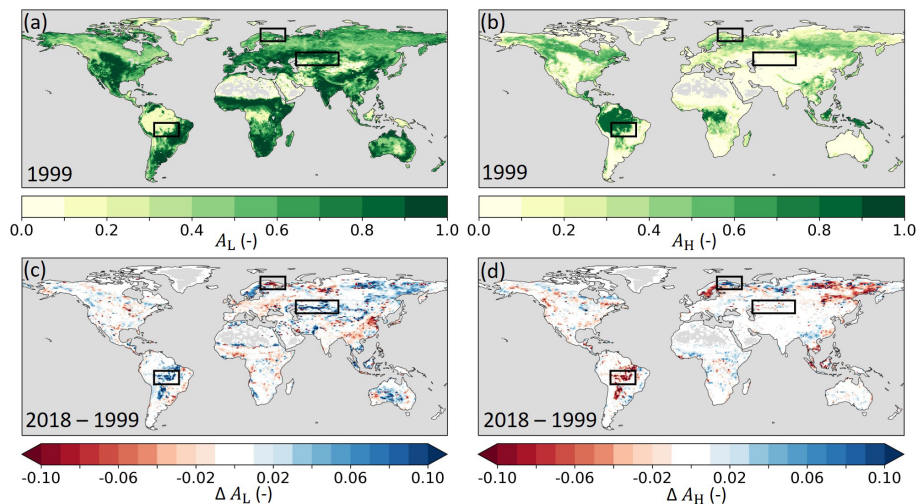 (a)
1999
0.0 0.2 0.4 0.6 0.8 1.0
A_L (-)
(b)
1999
0.0 0.2 0.4 0.6 0.8 1.0
A_H (-)
(c)
2018 – 1999
-0.10 -0.06 -0.02 0.02 0.06 0.10
Δ A_L (-)
(d)
2018 – 1999
-0.10 -0.06 -0.02 0.02 0.06 0.10
Δ A_H (-)